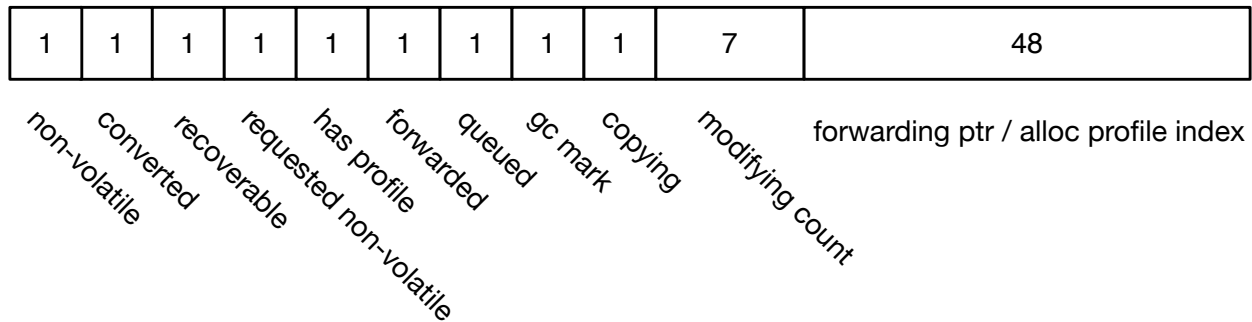 1 1 1 1 1 1 1 1 1 7 48
non-volatile
converted
recoverable
requested non-volatile
has profile
forwarded
queued
gc mark
copying
modifying count
forwarding ptr / alloc profile index